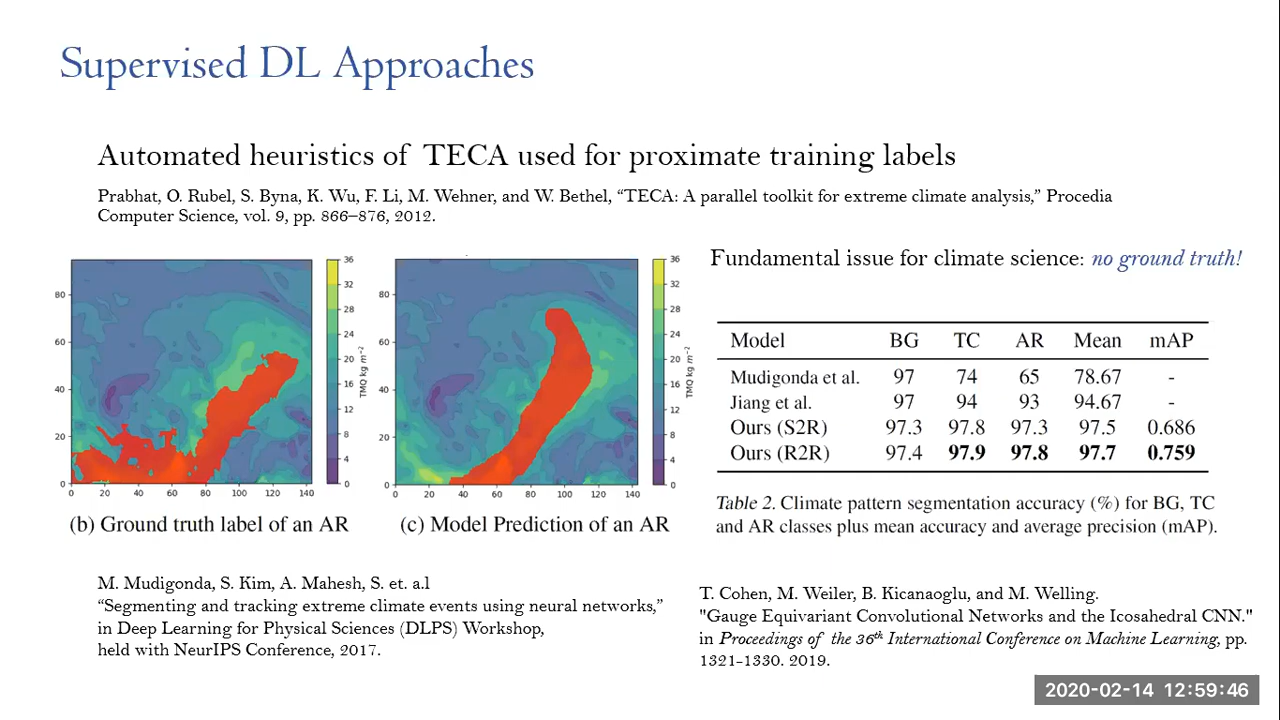 Supervised DL Approaches
Automated heuristics of TECA used for proximate training labels
Prabhat, O. Rubel, S. Byna, K. Wu, F. Li, M. Wehner, and W. Bethel, “TECA: A parallel toolkit for extreme climate analysis,” Procedia
Computer Science, vol. 9, pp. 866–876, 2012.
36
32
28
24
20
16
12
8
4
0
TMQ kg m⁻²
80
60
40
20
0
0 20 40 60 80 100 120 140
(b) Ground truth label of an AR
36
32
28
24
20
16
12
8
4
0
TMQ kg m⁻²
80
60
40
20
0
0 20 40 60 80 100 120 140
(c) Model Prediction of an AR
M. Mudigonda, S. Kim, A. Mahesh, S. et. a.l
“Segmenting and tracking extreme climate events using neural networks,”
in Deep Learning for Physical Sciences (DLPS) Workshop,
held with NeurIPS Conference, 2017.
Fundamental issue for climate science: no ground truth!
Model BG TC AR Mean mAP
Mudigonda et al. 97 74 65 78.67 -
Jiang et al. 97 94 93 94.67 -
Ours (S2R) 97.3 97.8 97.3 97.5 0.686
Ours (R2R) 97.4 97.9 97.8 97.7 0.759
Table 2. Climate pattern segmentation accuracy (%) for BG, TC
and AR classes plus mean accuracy and average precision (mAP).
T. Cohen, M. Weiler, B. Kicanaoglu, and M. Welling.
"Gauge Equivariant Convolutional Networks and the Icosahedral CNN."
in Proceedings of the 36th International Conference on Machine Learning, pp.
1321-1330. 2019.
2020-02-14 12:59:46